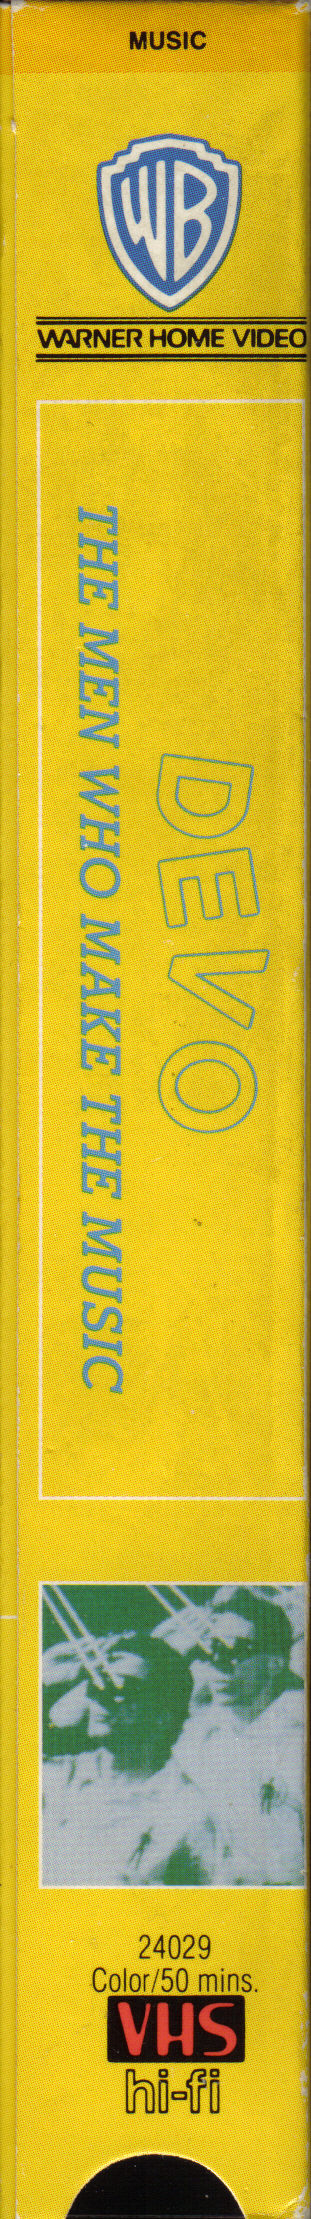 MUSIC
WB
WARNER HOME VIDEO
DEVO
THE MEN WHO MAKE THE MUSIC
24029
Color/50 mins.
VHS
hi-fi